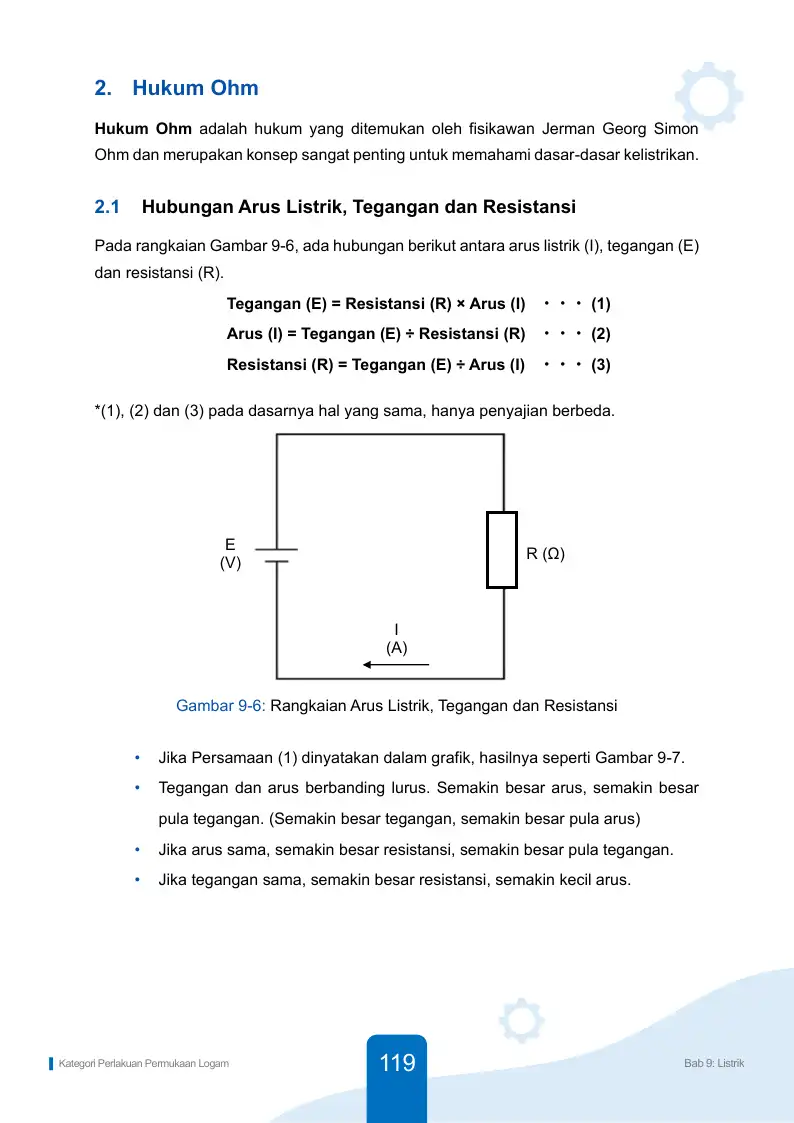 2. Hukum Ohm
Hukum Ohm adalah hukum yang ditemukan oleh fisikawan Jerman Georg Simon
Ohm dan merupakan konsep sangat penting untuk memahami dasar-dasar kelistrikan.
2.1 Hubungan Arus Listrik, Tegangan dan Resistansi
Pada rangkaian Gambar 9-6, ada hubungan berikut antara arus listrik (I), tegangan (E)
dan resistansi (R).
Tegangan (E) = Resistansi (R) × Arus (I) ・・・ (1)
Arus (I) = Tegangan (E) ÷ Resistansi (R) ・・・ (2)
Resistansi (R) = Tegangan (E) ÷ Arus (I) ・・・ (3)
*(1), (2) dan (3) pada dasarnya hal yang sama, hanya penyajian berbeda.
E
(V)
R (Ω)
I
(A)
Gambar 9-6: Rangkaian Arus Listrik, Tegangan dan Resistansi
• Jika Persamaan (1) dinyatakan dalam grafik, hasilnya seperti Gambar 9-7.
• Tegangan dan arus berbanding lurus. Semakin besar arus, semakin besar
pula tegangan. (Semakin besar tegangan, semakin besar pula arus)
• Jika arus sama, semakin besar resistansi, semakin besar pula tegangan.
• Jika tegangan sama, semakin besar resistansi, semakin kecil arus.
Kategori Perlakuan Permukaan Logam
119
Bab 9: Listrik